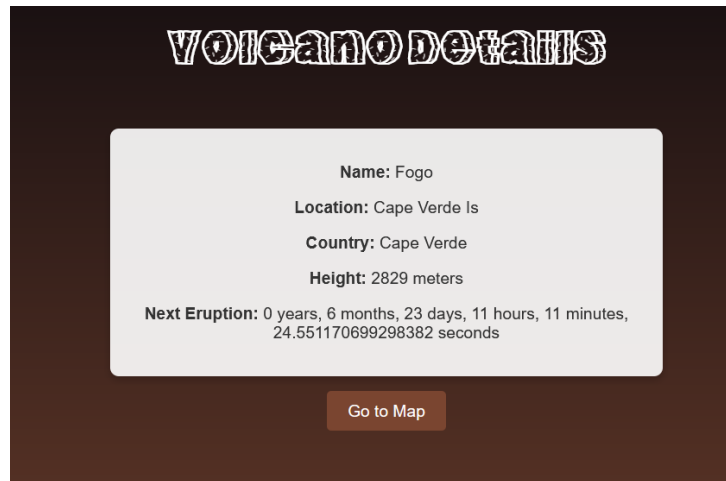 Volcano Details
Name: Fogo
Location: Cape Verde Is
Country: Cape Verde
Height: 2829 meters
Next Eruption: 0 years, 6 months, 23 days, 11 hours, 11 minutes,
24.551170699298382 seconds
Go to Map